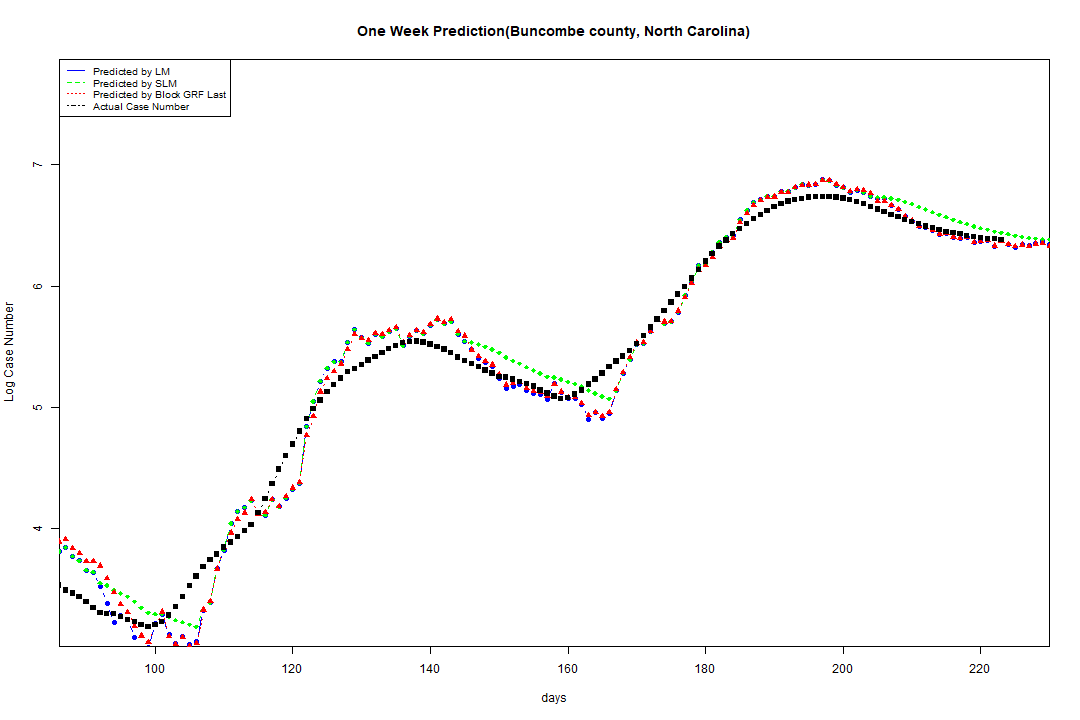 One Week Prediction(Buncombe county, North Carolina)
Predicted by LM
Predicted by SLM
Predicted by Block GRF Last
Actual Case Number
7
6
5
4
Log Case Number
100 120 140 160 180 200 220
days